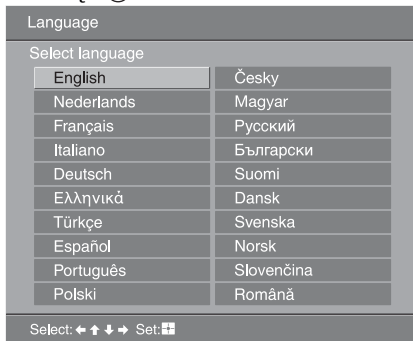 Language
Select language
English
Nederlands
Français
Italiano
Deutsch
Ελληνικά
Türkçe
Español
Português
Polski
Česky
Magyar
Русский
Български
Suomi
Dansk
Svenska
Norsk
Slovenčina
Română
Select: ←↑↓→ Set: